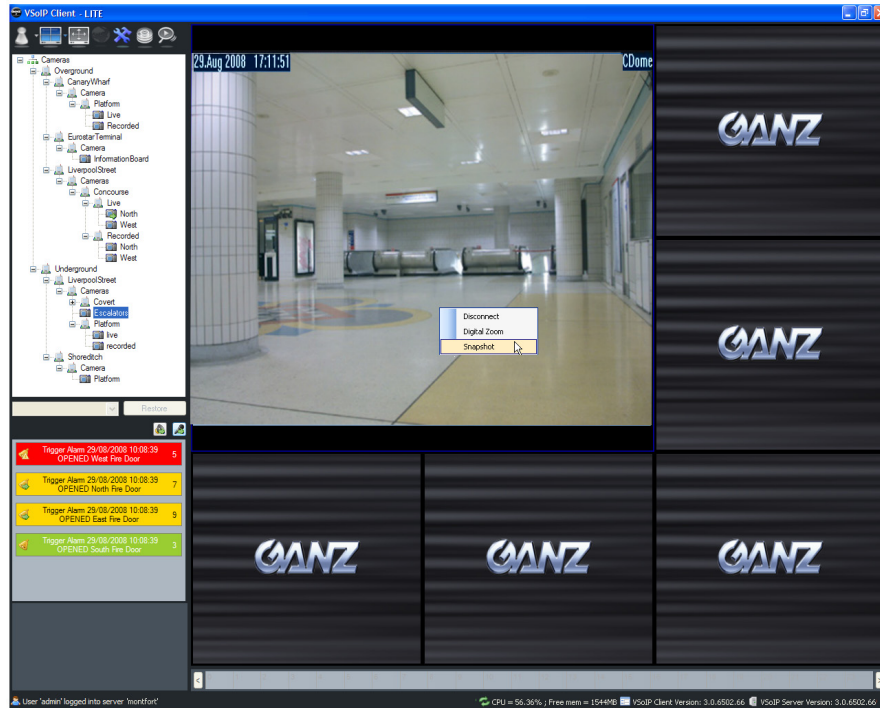 VSoIP Client - LITE
Cameras
Overground
CanaryWharf
Camera
Platform
Live
Recorded
EurostarTerminal
Camera
InformationBoard
LiverpoolStreet
Cameras
Concourse
Live
North
West
Recorded
North
West
Underground
LiverpoolStreet
Cameras
Covert
Escalators
Platform
live
recorded
Shoreditch
Camera
Platform
Restore
Trigger Alarm 29/08/2008 10:08:39
OPENED West Fire Door
5
Trigger Alarm 29/08/2008 10:08:39
OPENED North Fire Door
7
Trigger Alarm 29/08/2008 10:08:39
OPENED East Fire Door
9
Trigger Alarm 29/08/2008 10:08:39
OPENED South Fire Door
3
29.Aug 2008 17:11:51
CDome
Disconnect
Digital Zoom
Snapshot
GANZ
GANZ
GANZ
GANZ
GANZ
User 'admin' logged into server 'montfort'
CPU = 56.36% ; Free mem = 1544MB
VSoIP Client Version: 3.0.6502.66
VSoIP Server Version: 3.0.6502.66